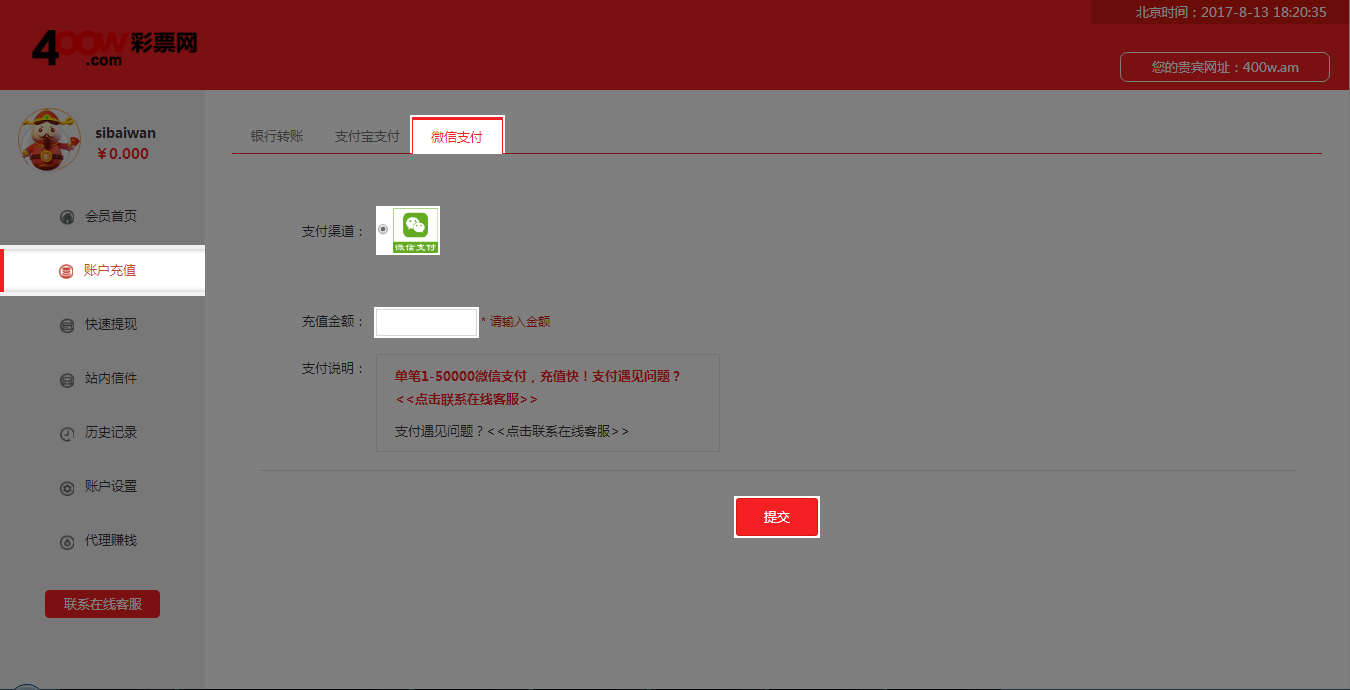 北京时间：2017-8-13 18:20:35
400W彩票网
.com
您的贵宾网址：400w.am
sibaiwan
￥0.000
会员首页
账户充值
快速提现
站内信件
历史记录
账户设置
代理赚钱
联系在线客服
银行转账 支付宝支付 微信支付
支付渠道：
微信支付
充值金额：
* 请输入金额
支付说明：
单笔1-50000微信支付，充值快！支付遇见问题？
<<点击联系在线客服>>
支付遇见问题？<<点击联系在线客服>>
提交